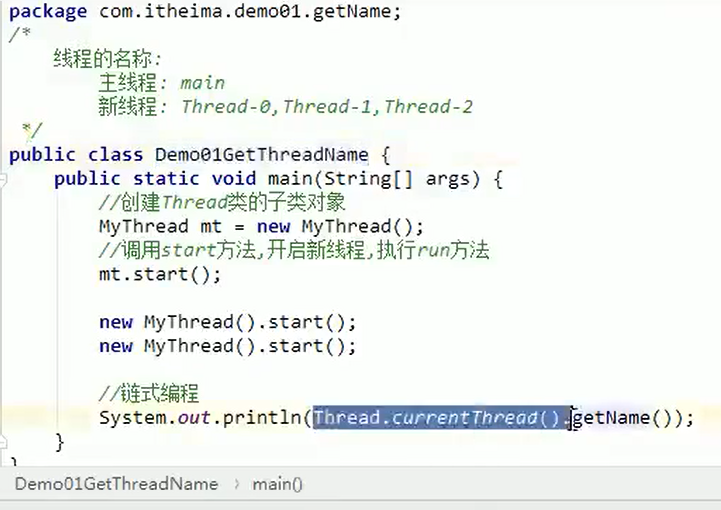 package com.itheima.demo01.getName;
/*
    线程的名称:
        主线程: main
        新线程: Thread-0,Thread-1,Thread-2
 */
public class Demo01GetThreadName {
    public static void main(String[] args) {
        //创建Thread类的子类对象
        MyThread mt = new MyThread();
        //调用start方法,开启新线程,执行run方法
        mt.start();

        new MyThread().start();
        new MyThread().start();

        //链式编程
        System.out.println(Thread.currentThread().getName());
    }
}
Demo01GetThreadName > main()